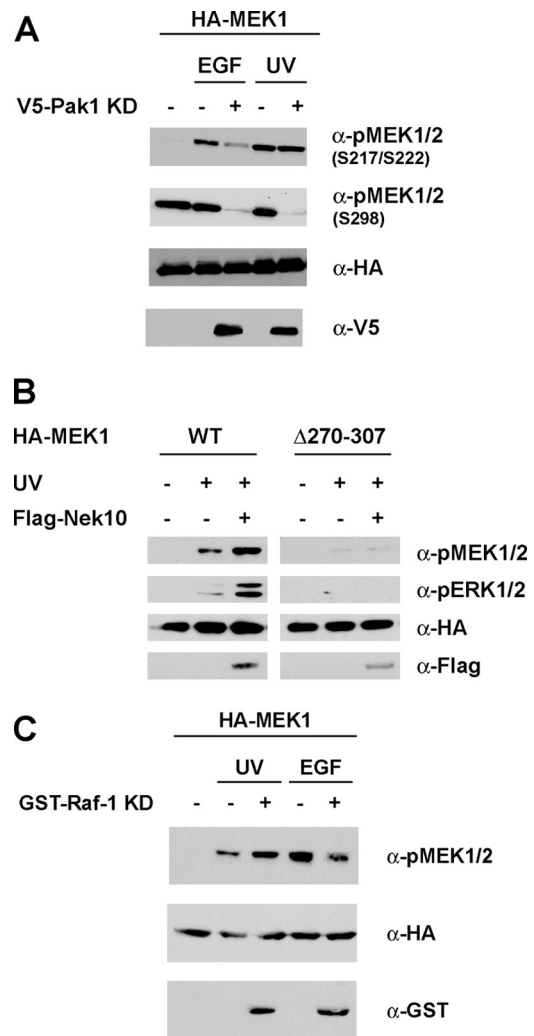 A
HA-MEK1
EGF UV
V5-Pak1 KD - - + - +
α-pMEK1/2
(S217/S222)
α-pMEK1/2
(S298)
α-HA
α-V5
B
HA-MEK1 WT Δ270-307
UV - + + - + +
Flag-Nek10 - - + - - +
α-pMEK1/2
α-pERK1/2
α-HA
α-Flag
C
HA-MEK1
UV EGF
GST-Raf-1 KD - - + - +
α-pMEK1/2
α-HA
α-GST